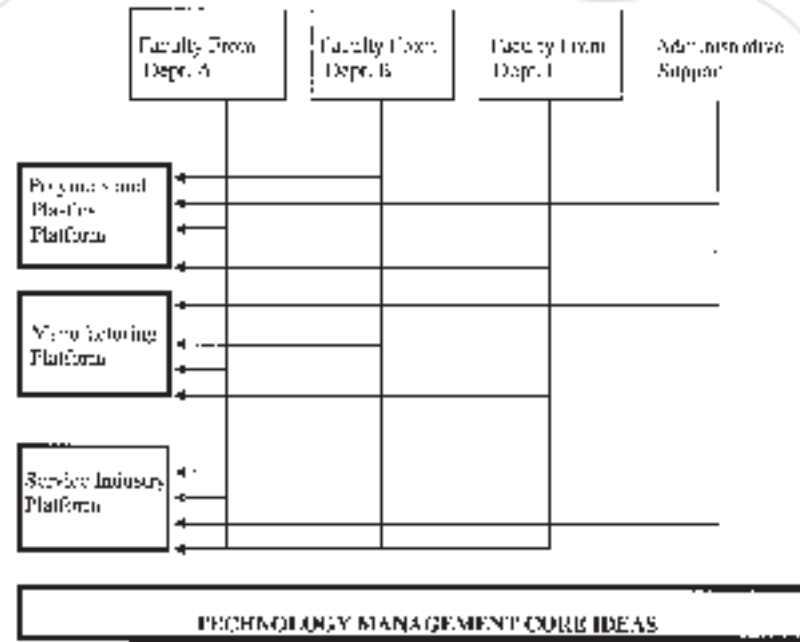 Faculty From
Dept. A
Faculty From
Dept. B
Faculty From
Dept.
Administrative
Support
Polymers and
Plastics
Platform
Manufactoring
Platform
Service Industry
Platform
TECHNOLOGY MANAGEMENT CORE IDEAS